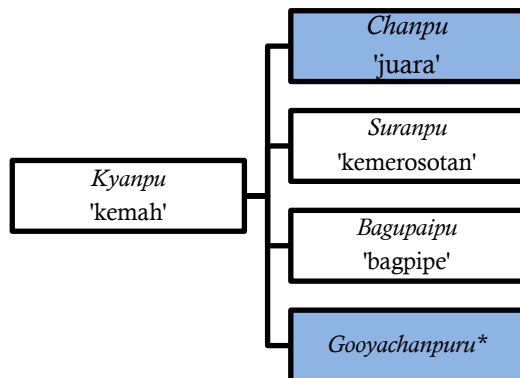 Chanpu
'juara'
Suranpu
'kemerosotan'
Kyanpu
'kemah'
Bagupaipu
'bagpipe'
Gooyachanpuru*